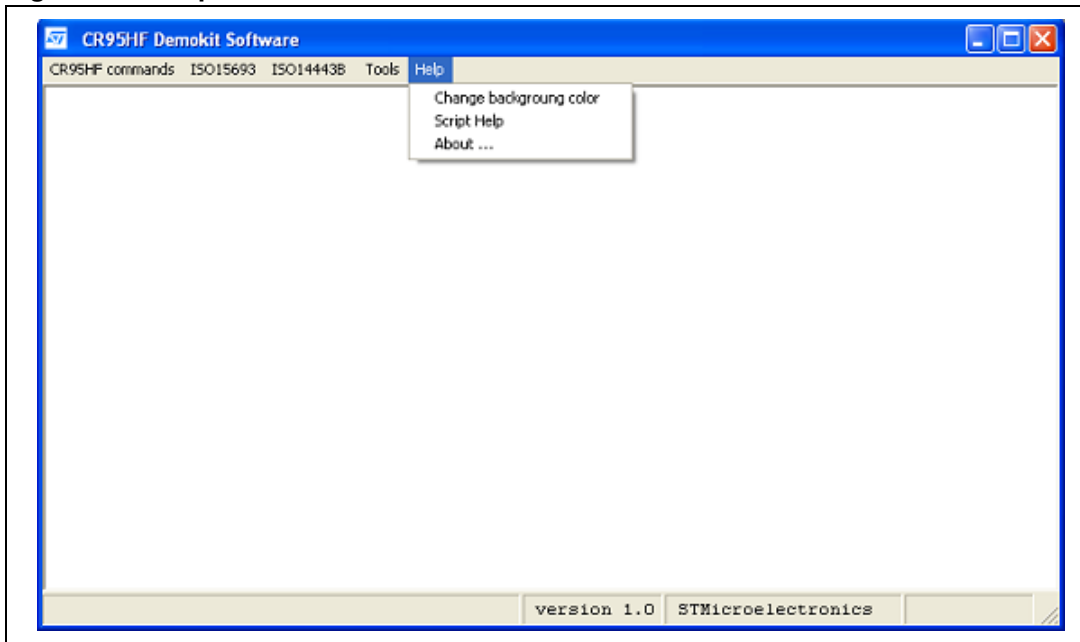 CR95HF Demokit Software
CR95HF commands ISO15693 ISO14443B Tools Help
Change backgroung color
Script Help
About ...
version 1.0 STMicroelectronics